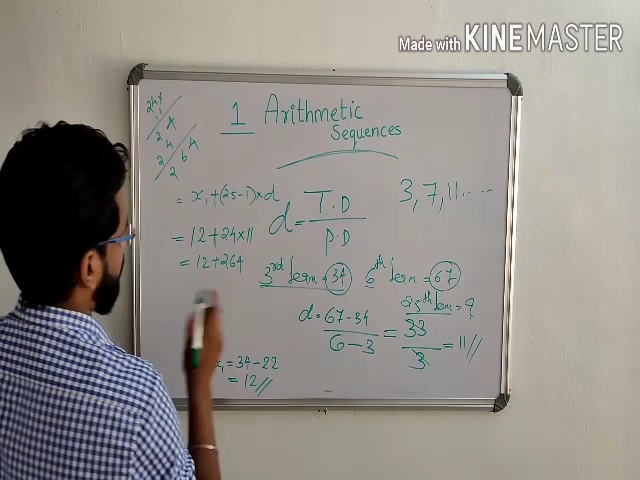 Made with KINEMASTER
1 Arithmetic
Sequences
3, 7, 11 ....
d = T.D / P.D
3rd term = 34 6th term = 67
25th term = ?
d = 67 - 34 / 6 - 3 = 33 / 3 = 11//
= x₁ + (25-1) × d
= 12 + 24 × 11
= 12 + 264
x₁ = 34 - 22
= 12//